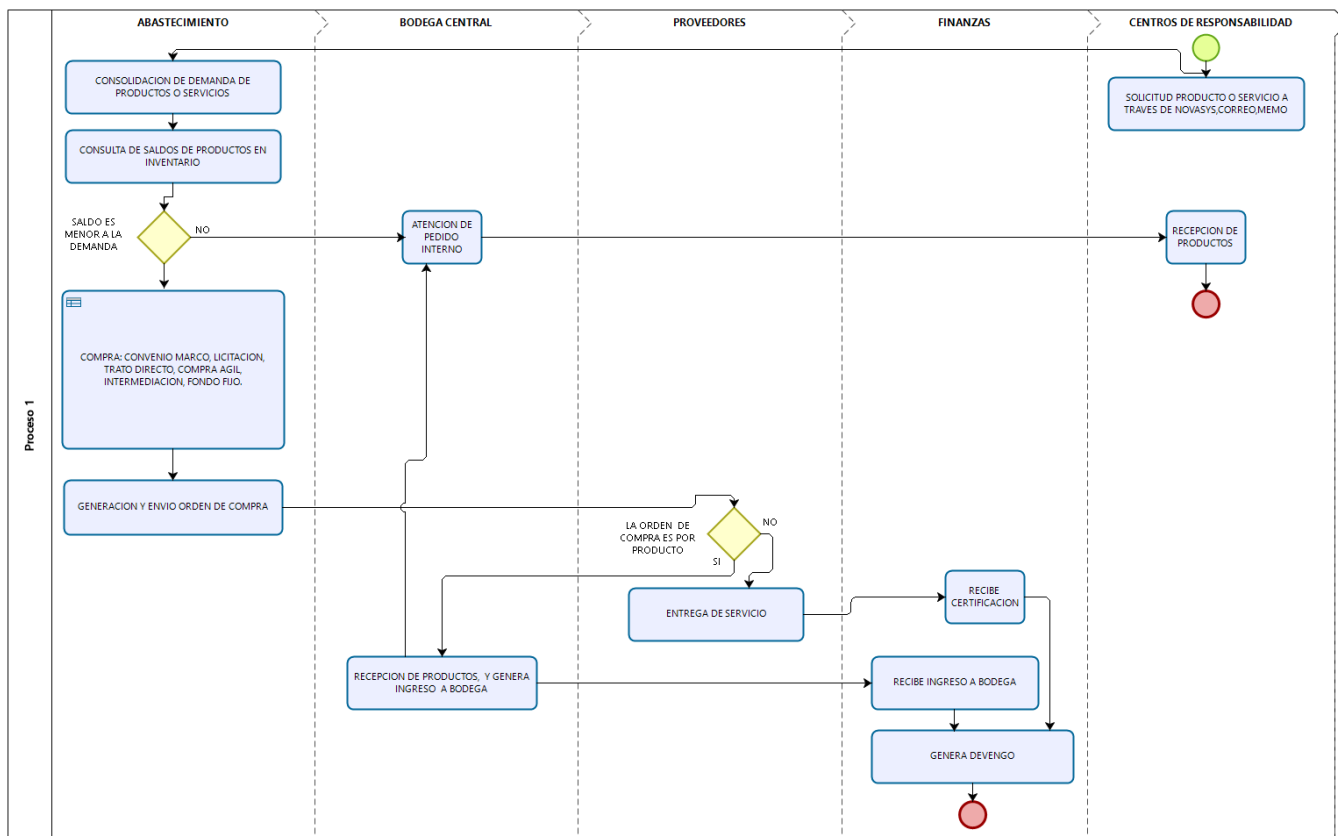 ABASTECIMIENTO
BODEGA CENTRAL
PROVEEDORES
FINANZAS
CENTROS DE RESPONSABILIDAD
Proceso 1
CONSOLIDACION DE DEMANDA DE
PRODUCTOS O SERVICIOS
SOLICITUD PRODUCTO O SERVICIO A
TRAVES DE NOVASYS,CORREO,MEMO
CONSULTA DE SALDOS DE PRODUCTOS EN
INVENTARIO
SALDO ES
MENOR A LA
DEMANDA
NO
ATENCION DE
PEDIDO
INTERNO
RECEPCION DE
PRODUCTOS
COMPRA: CONVENIO MARCO, LICITACION,
TRATO DIRECTO, COMPRA AGIL,
INTERMEDIACION, FONDO FIJO.
GENERACION Y ENVIO ORDEN DE COMPRA
LA ORDEN DE
COMPRA ES POR
PRODUCTO
NO
SI
ENTREGA DE SERVICIO
RECIBE
CERTIFICACION
RECEPCION DE PRODUCTOS, Y GENERA
INGRESO A BODEGA
RECIBE INGRESO A BODEGA
GENERA DEVENGO